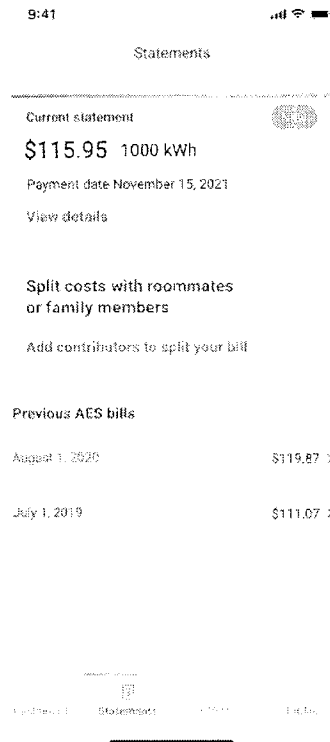 9:41
Statements
Current statement
$115.95 1000 kWh
Payment date November 15, 2021
View details
Split costs with roommates
or family members
Add contributors to split your bill
Previous AES bills
August 1, 2020 $119.87
July 1, 2019 $111.07
Statements